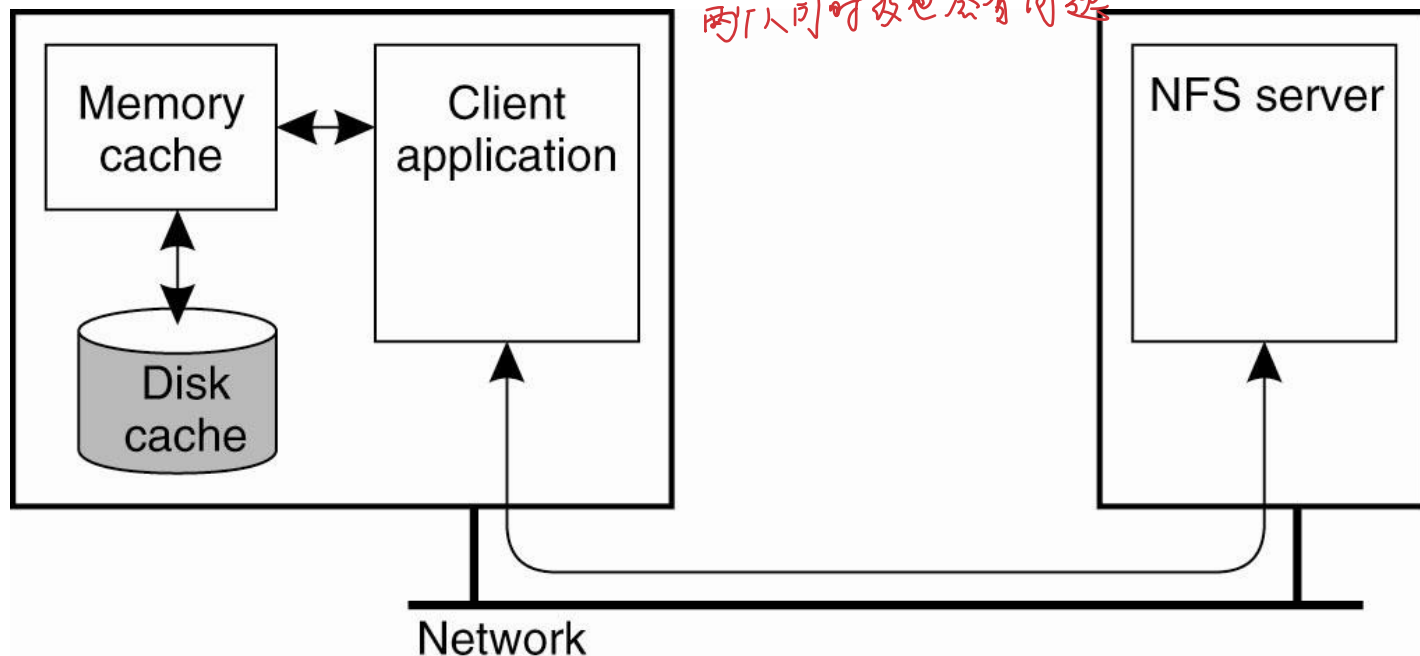 两个人同时改也会有问题
Memory
cache
Client
application
NFS server
Disk
cache
Network